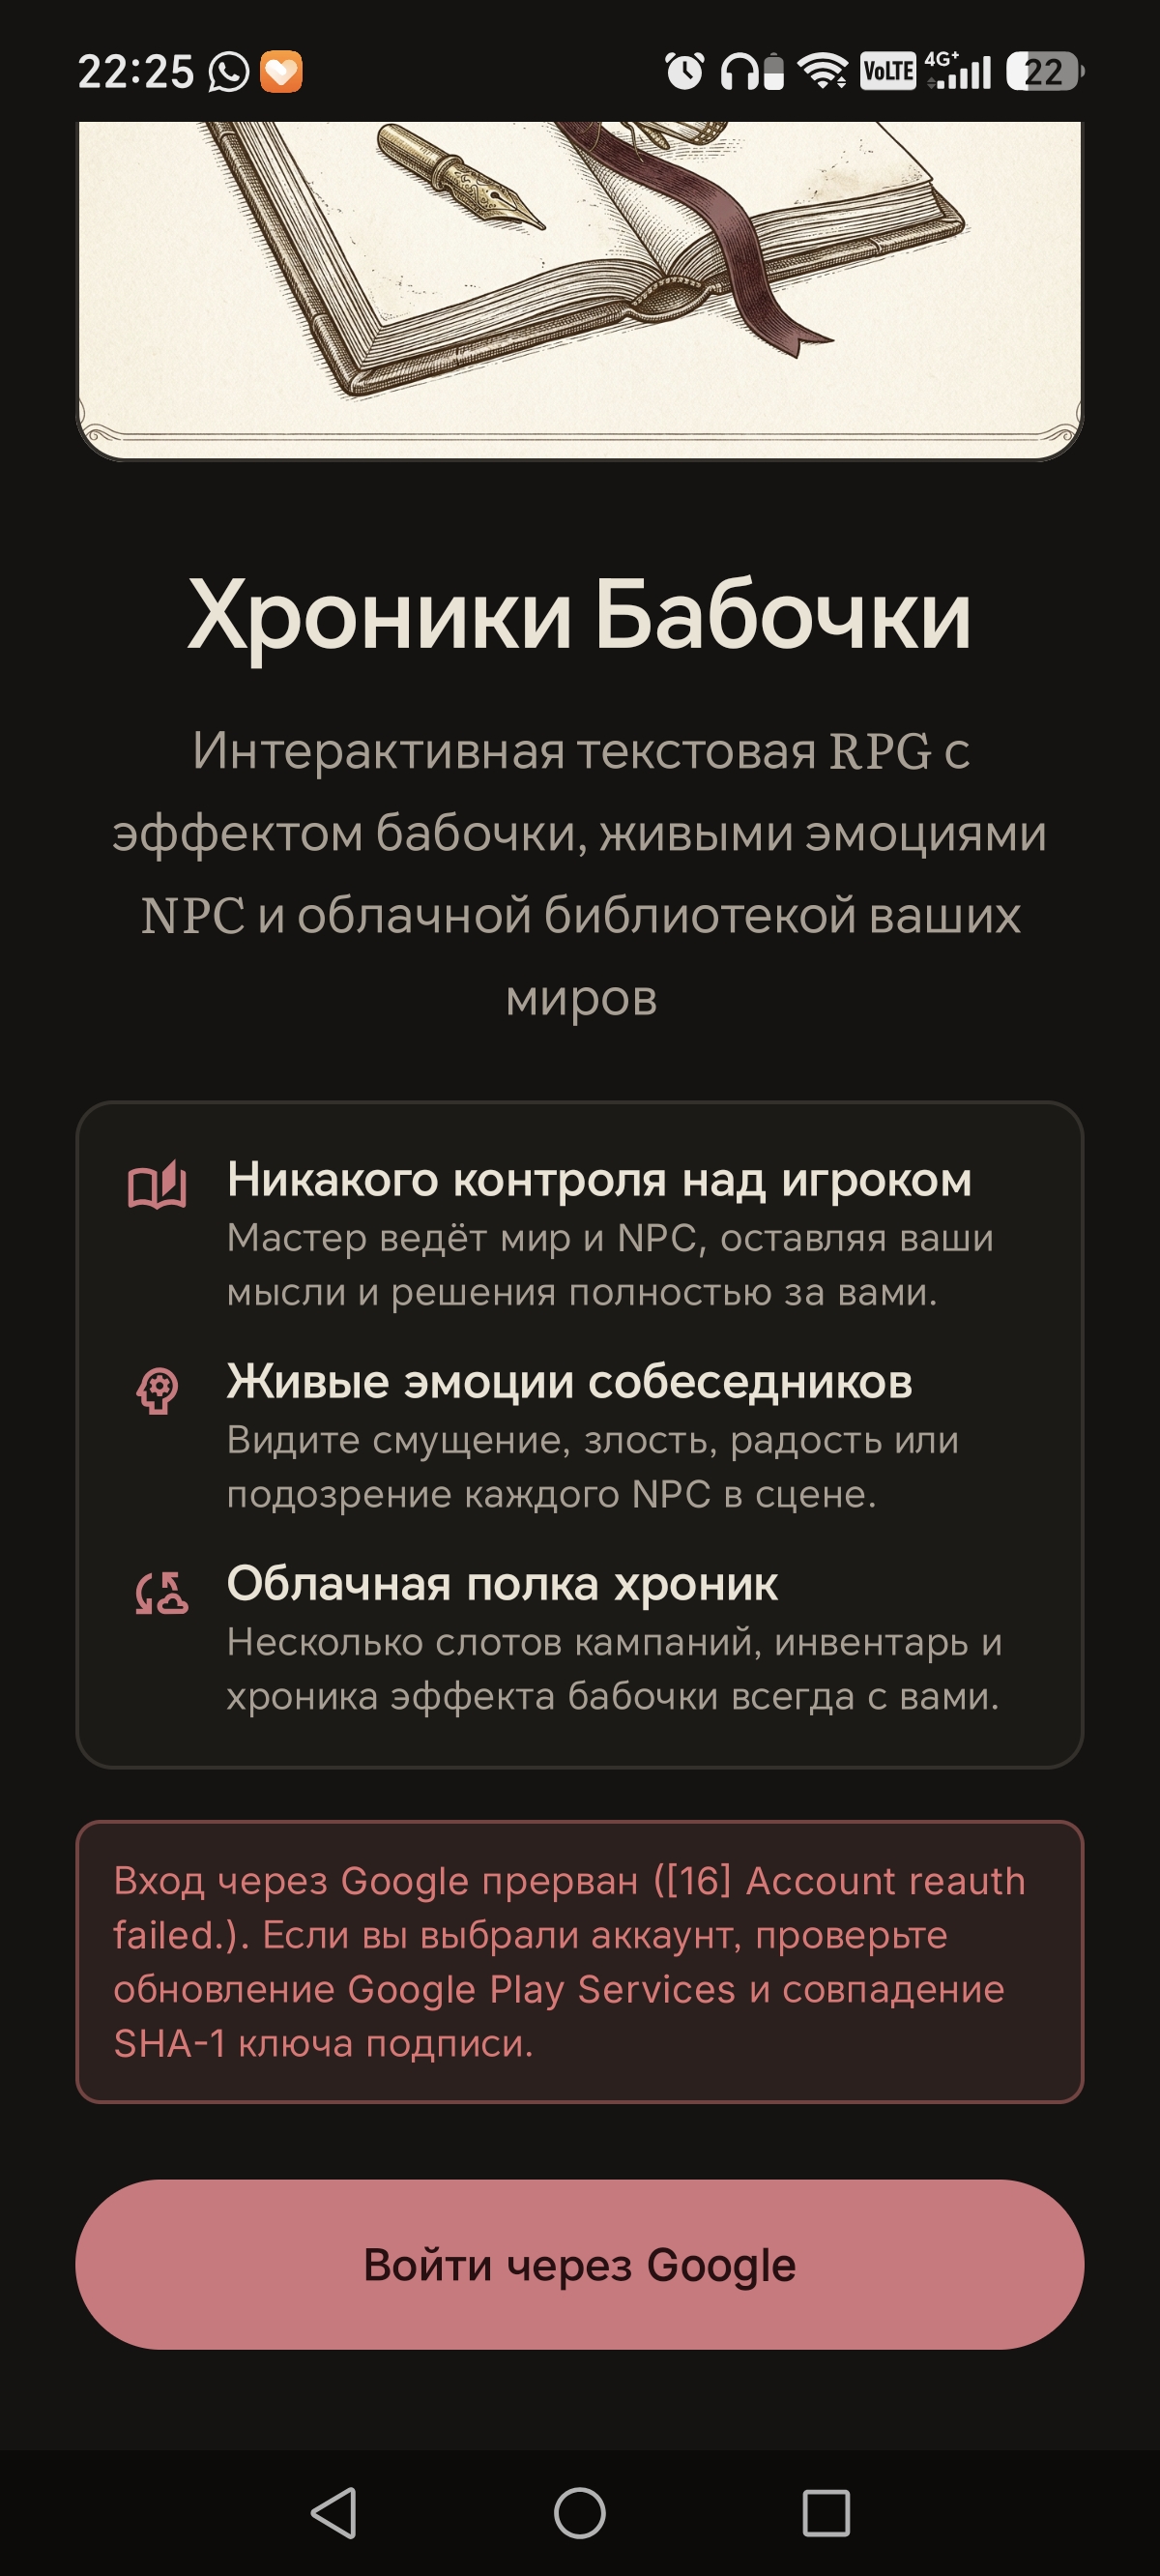 22:25
VoLTE
4G+
22
Хроники Бабочки
Интерактивная текстовая RPG с
эффектом бабочки, живыми эмоциями
NPC и облачной библиотекой ваших
миров
Никакого контроля над игроком
Мастер ведёт мир и NPC, оставляя ваши
мысли и решения полностью за вами.
Живые эмоции собеседников
Видите смущение, злость, радость или
подозрение каждого NPC в сцене.
Облачная полка хроник
Несколько слотов кампаний, инвентарь и
хроника эффекта бабочки всегда с вами.
Вход через Google прерван ([16] Account reauth
failed.). Если вы выбрали аккаунт, проверьте
обновление Google Play Services и совпадение
SHA-1 ключа подписи.
Войти через Google